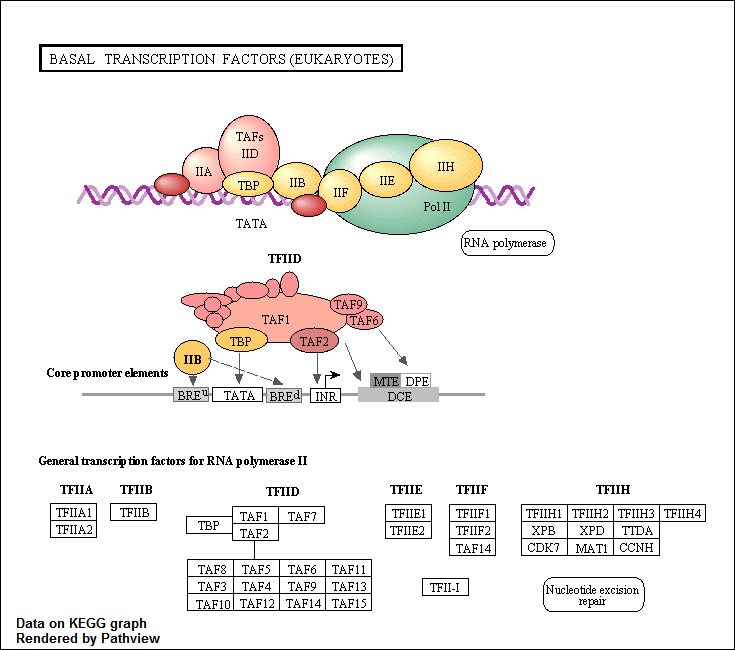 BASAL TRANSCRIPTION FACTORS (EUKARYOTES)
TAFs
IID
IIA
TBP
IIB
IIF
IIE
IIH
Pol II
TATA
RNA polymerase
TFIID
TAF1
TAF9
TAF6
TBP
TAF2
IIB
Core promoter elements
MTE DPE
BREu TATA BREd INR DCE
General transcription factors for RNA polymerase II
TFIIA TFIIB TFIID TFIIE TFIIF TFIIH
TFIIA1 TFIIB TAF1 TAF7 TFIIE1 TFIIF1 TFIIH1 TFIIH2 TFIIH3 TFIIH4
TFIIA2 TBP TAF2 TFIIE2 TFIIF2 XPB XPD TTDA
TAF14 CDK7 MAT1 CCNH
TAF8 TAF5 TAF6 TAF11
TAF3 TAF4 TAF9 TAF13 TFII-I
TAF10 TAF12 TAF14 TAF15
Nucleotide excision
repair
Data on KEGG graph
Rendered by Pathview